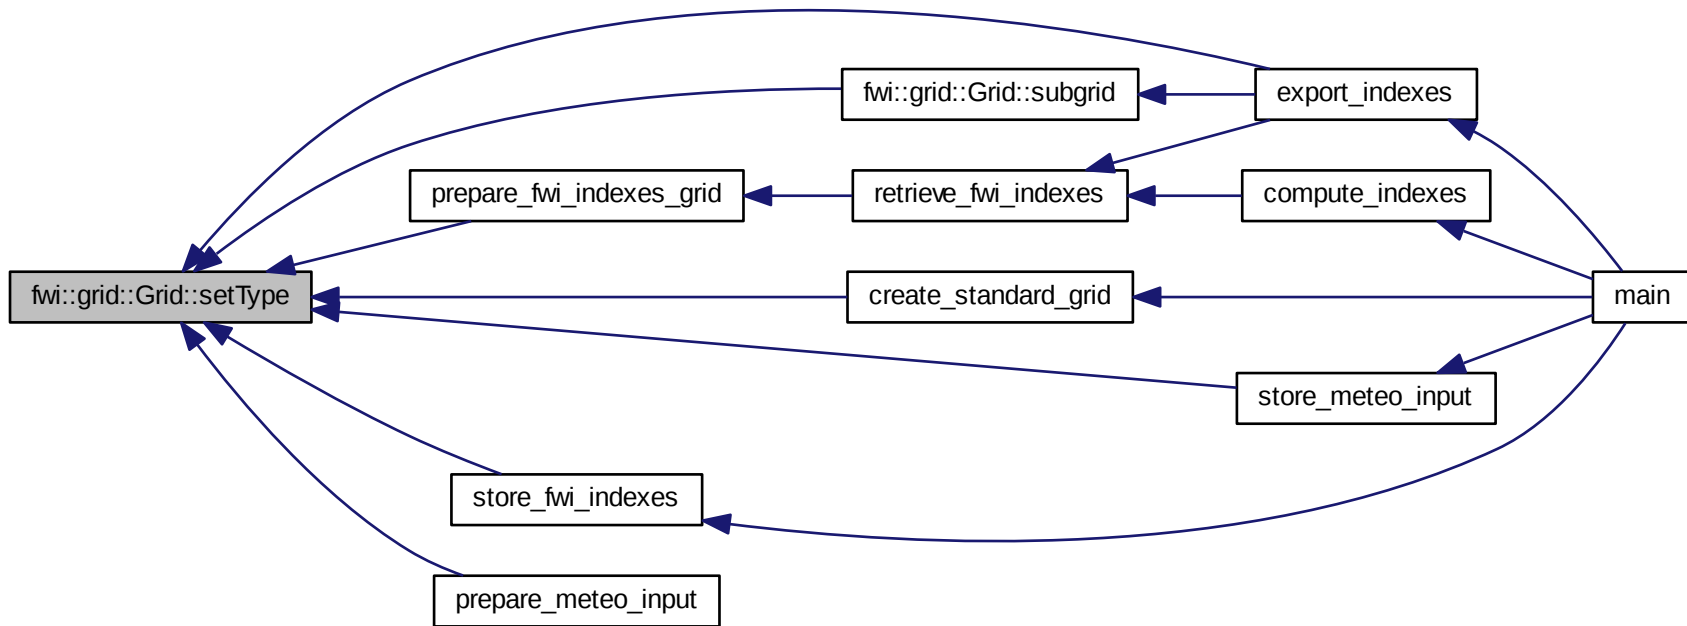 fwi::grid::Grid::subgrid
export_indexes
prepare_fwi_indexes_grid
retrieve_fwi_indexes
compute_indexes
fwi::grid::Grid::setType
create_standard_grid
main
store_meteo_input
store_fwi_indexes
prepare_meteo_input